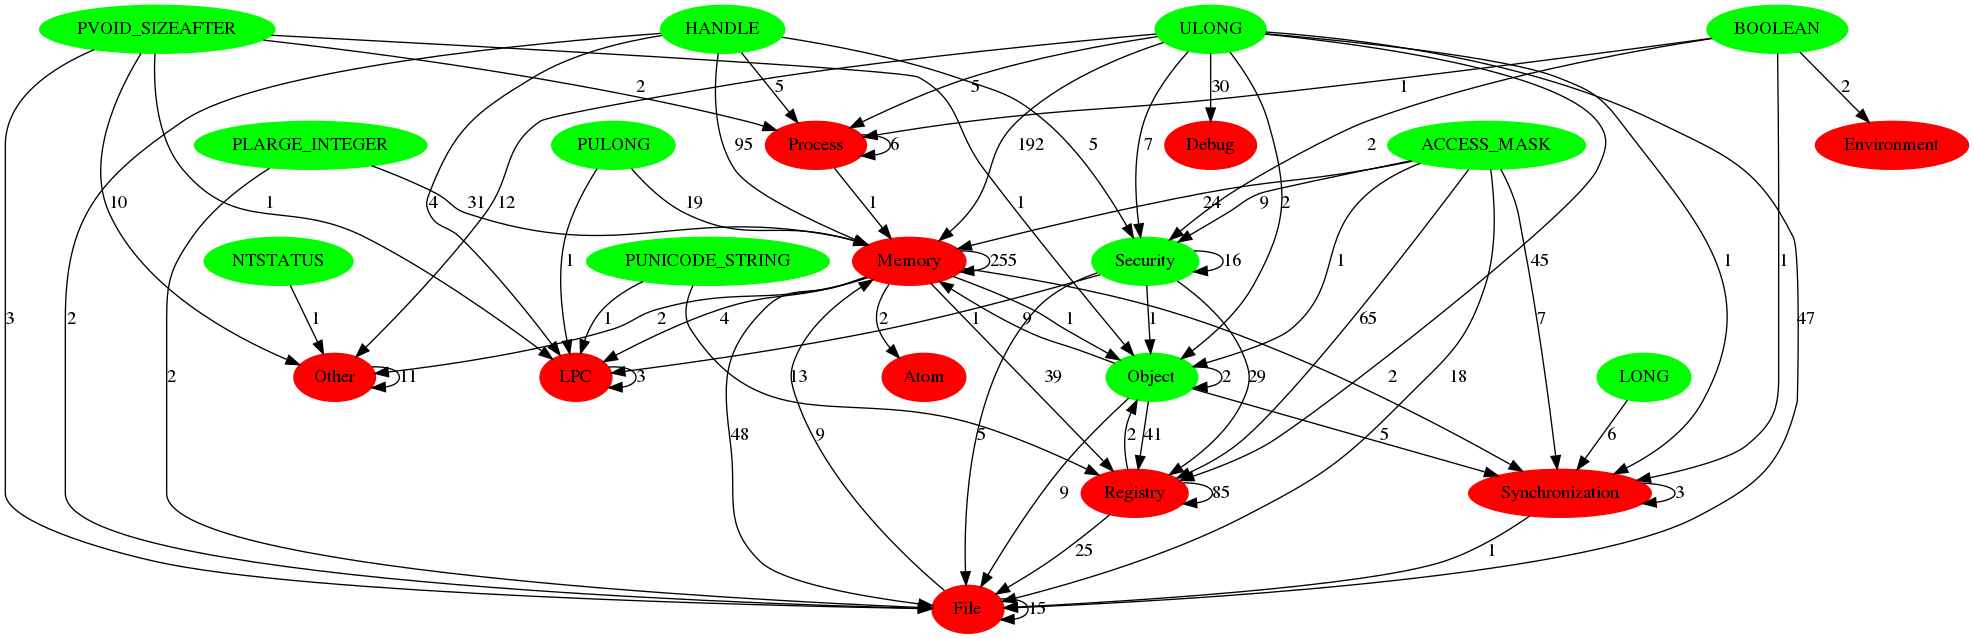 PVOID_SIZEAFTER
HANDLE
ULONG
BOOLEAN
2
5
5
30
1
2
PLARGE_INTEGER
PULONG
Process
6
Debug
ACCESS_MASK
Environment
95
192
5
7
2
10
1
4
31
12
19
1
1
24
9
2
NTSTATUS
PUNICODE_STRING
Memory
255
Security
16
1
1
45
1
1
3
2
1
2
4
2
9
1
1
1
65
7
47
Other
11
LPC
3
Atom
Object
2
LONG
2
13
48
9
39
5
2
41
29
5
18
2
6
Registry
85
Synchronization
3
9
25
1
File
15